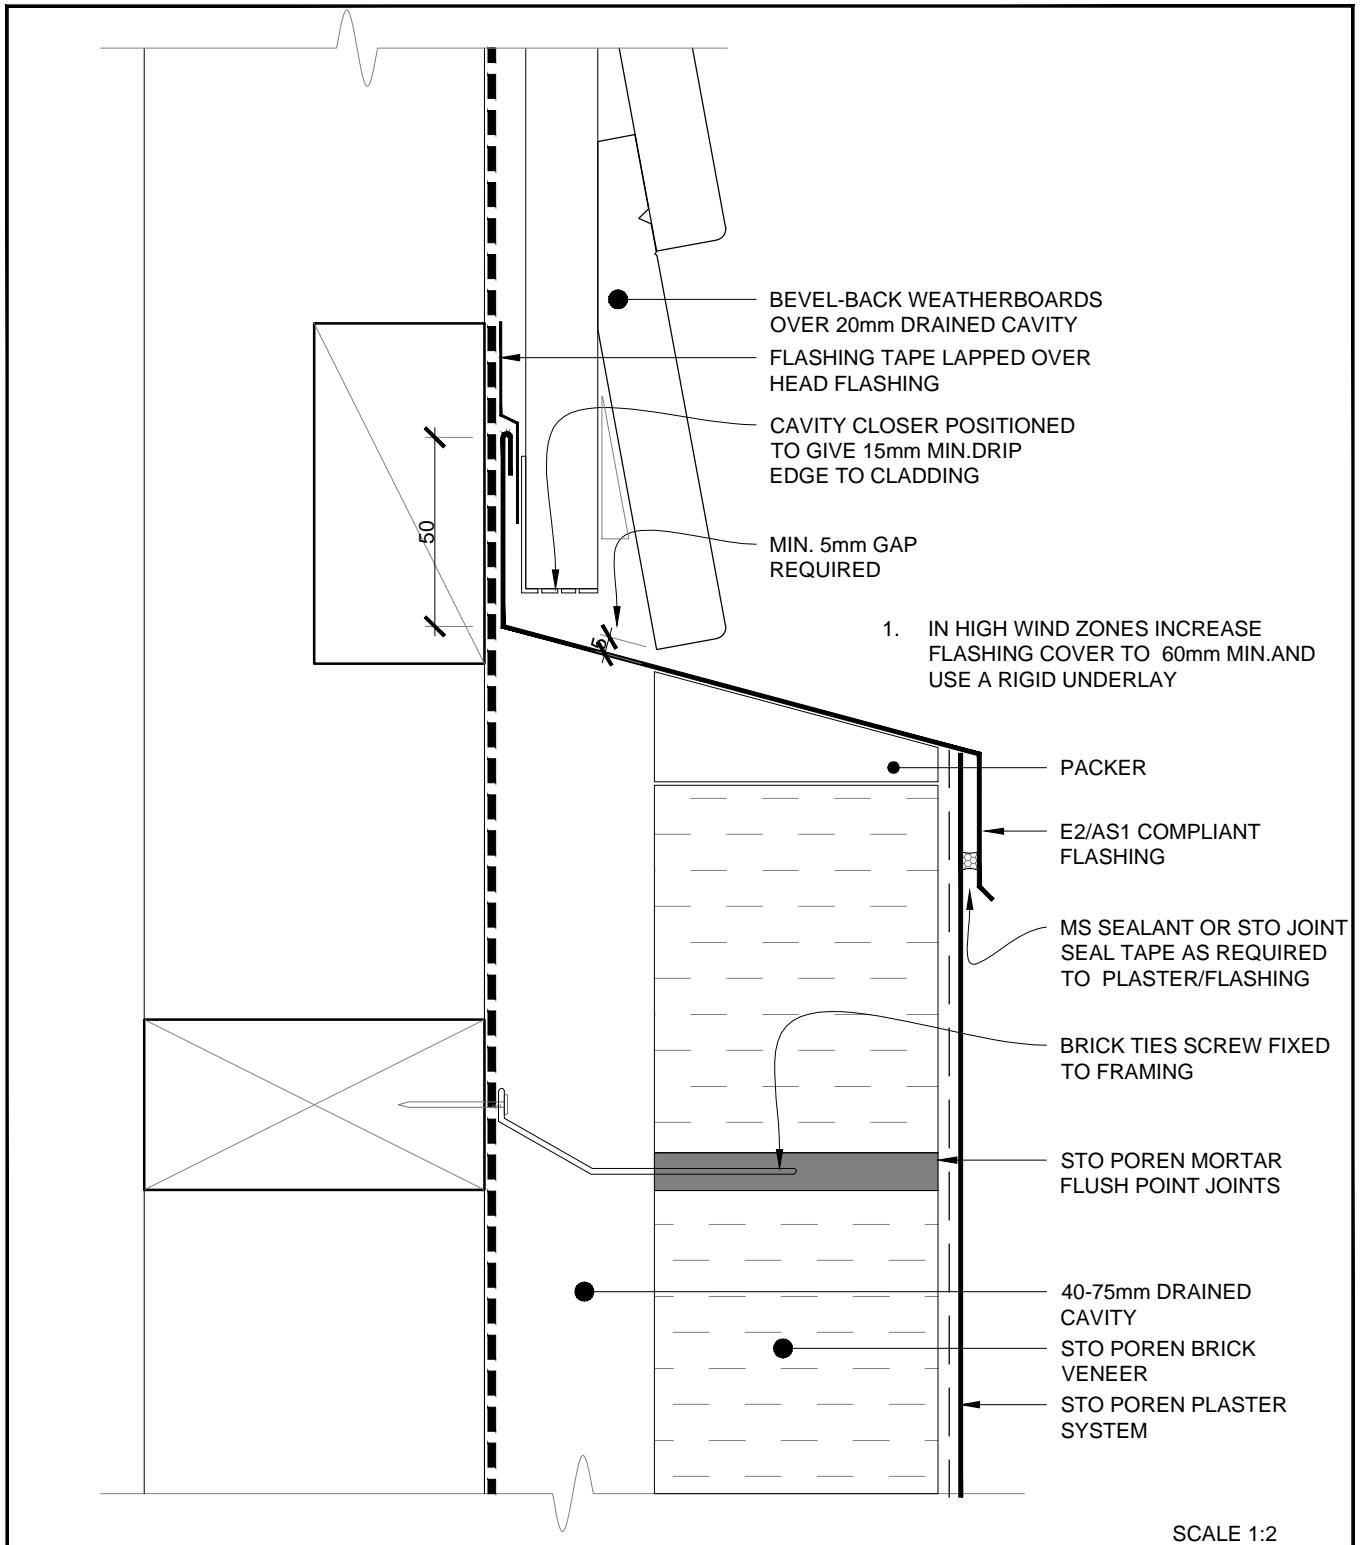 BEVEL-BACK WEATHERBOARDS
OVER 20mm DRAINED CAVITY
FLASHING TAPE LAPPED OVER
HEAD FLASHING
CAVITY CLOSER POSITIONED
TO GIVE 15mm MIN.DRIP
EDGE TO CLADDING
50
MIN. 5mm GAP
REQUIRED
5
1. IN HIGH WIND ZONES INCREASE
FLASHING COVER TO 60mm MIN.AND
USE A RIGID UNDERLAY
PACKER
E2/AS1 COMPLIANT
FLASHING
MS SEALANT OR STO JOINT
SEAL TAPE AS REQUIRED
TO PLASTER/FLASHING
BRICK TIES SCREW FIXED
TO FRAMING
STO POREN MORTAR
FLUSH POINT JOINTS
40-75mm DRAINED
CAVITY
STO POREN BRICK
VENEER
STO POREN PLASTER
SYSTEM
SCALE 1:2